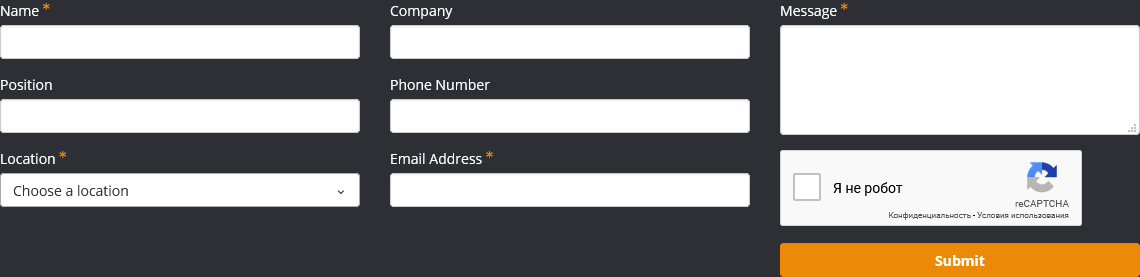 Name *
Company
Message *
Position
Phone Number
Location *
Email Address *
Choose a location
Я не робот
reCAPTCHA
Конфиденциальность - Условия использования
Submit